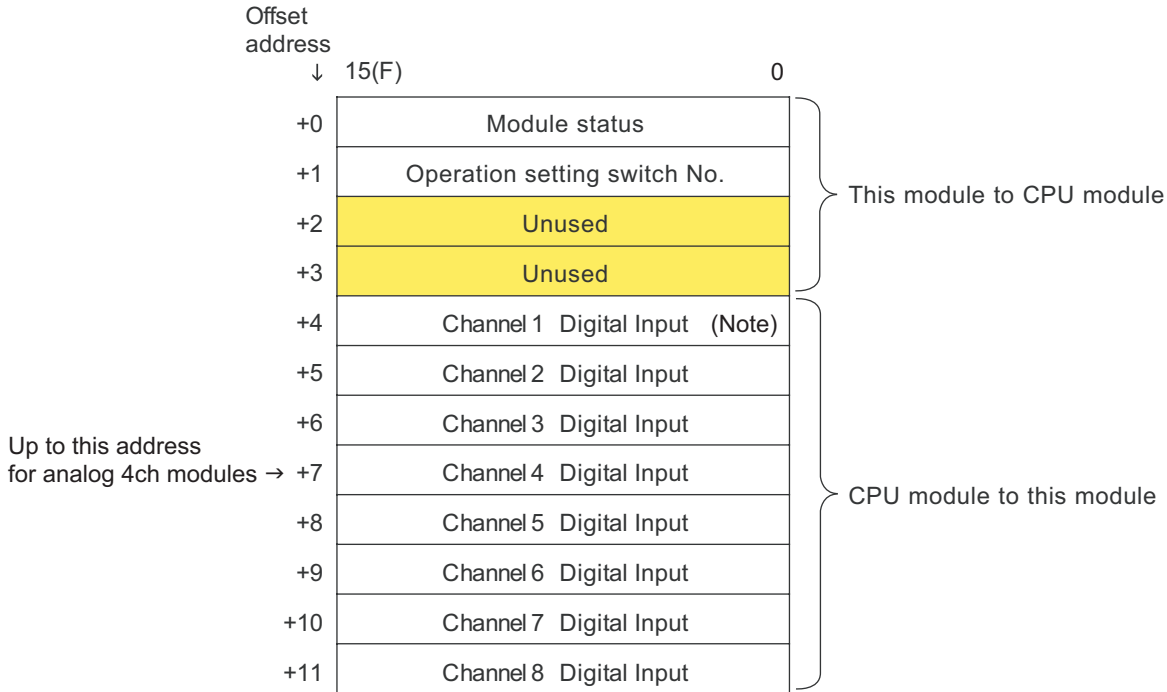 Offset
address
↓ 15(F) 0
+0 Module status
+1 Operation setting switch No.
This module to CPU module
+2 Unused
+3 Unused
+4 Channel 1 Digital Input (Note)
+5 Channel 2 Digital Input
+6 Channel 3 Digital Input
Up to this address
for analog 4ch modules → +7 Channel 4 Digital Input
CPU module to this module
+8 Channel 5 Digital Input
+9 Channel 6 Digital Input
+10 Channel 7 Digital Input
+11 Channel 8 Digital Input